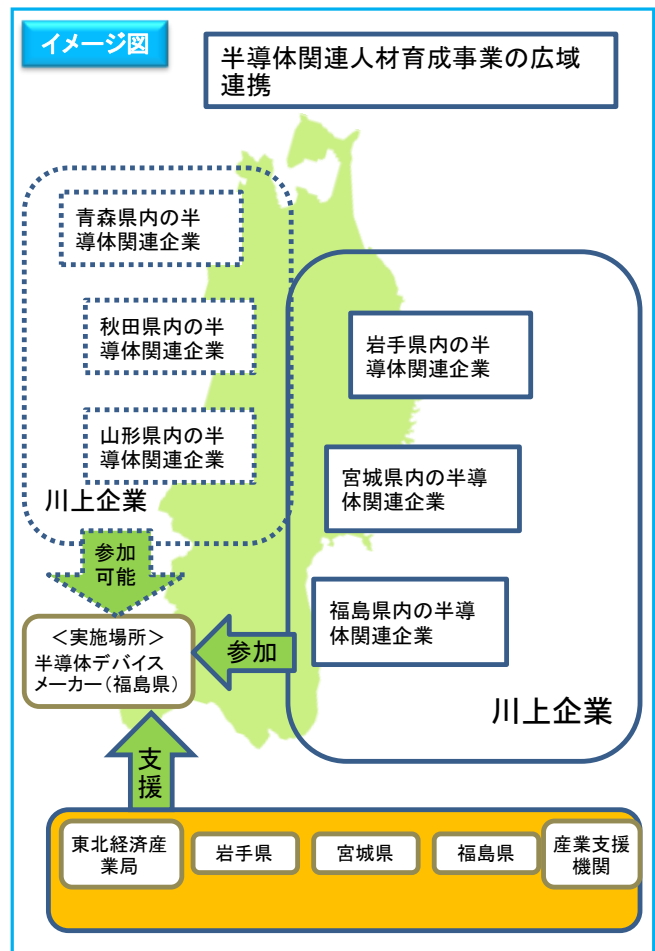 イメージ図
半導体関連人材育成事業の広域
連携
青森県内の半
導体関連企業
秋田県内の半
導体関連企業
山形県内の半
導体関連企業
川上企業
岩手県内の半
導体関連企業
宮城県内の半導
体関連企業
福島県内の半導
体関連企業
川上企業
参加
可能
参加
＜実施場所＞
半導体デバイス
メーカー（福島県）
支
援
東北経済産
業局
岩手県
宮城県
福島県
産業支援
機関